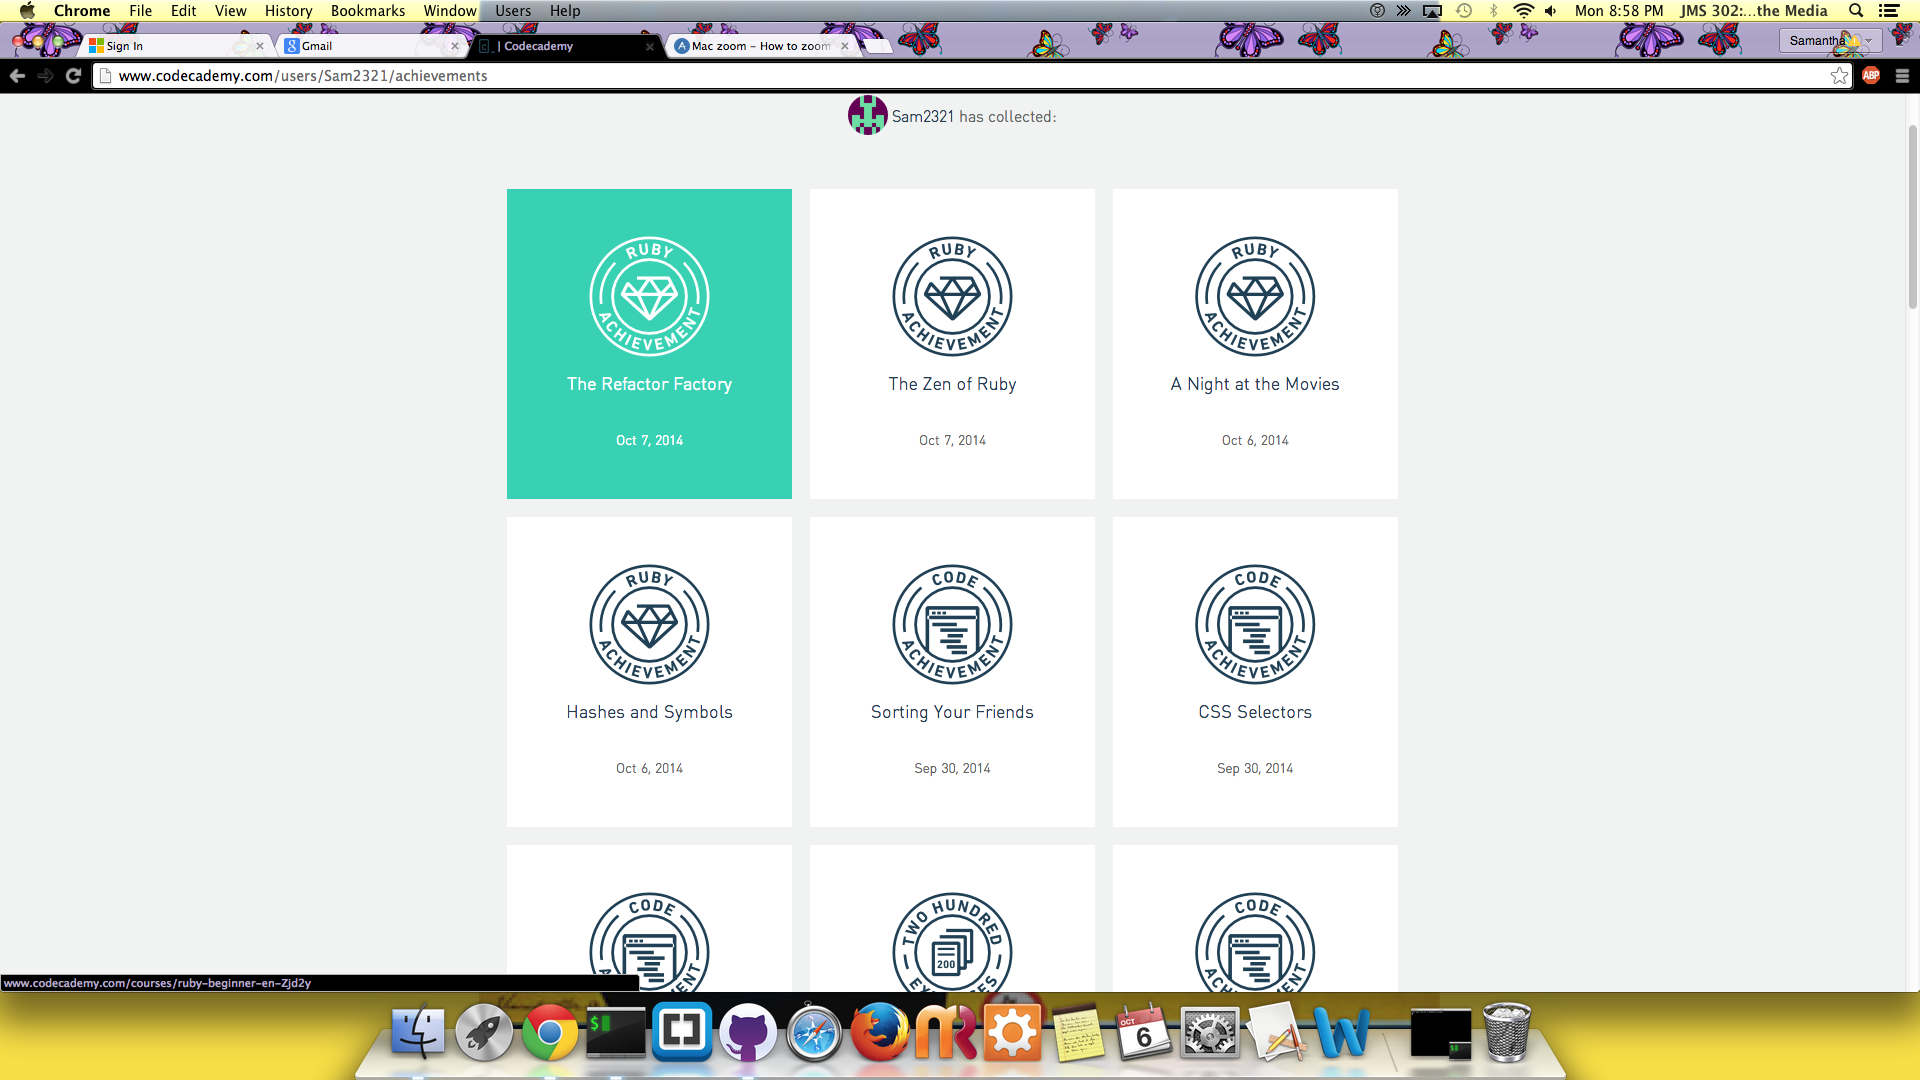 Chrome File Edit View History Bookmarks Window Users Help Mon 8:58 PM JMS 302:...the Media
Sign In Gmail | Codecademy Mac zoom – How to zoom Samantha
www.codecademy.com/users/Sam2321/achievements ABP
Sam2321 has collected:
RUBY ACHIEVEMENT RUBY ACHIEVEMENT RUBY ACHIEVEMENT
The Refactor Factory The Zen of Ruby A Night at the Movies
Oct 7, 2014 Oct 7, 2014 Oct 6, 2014
RUBY ACHIEVEMENT CODE ACHIEVEMENT CODE ACHIEVEMENT
Hashes and Symbols Sorting Your Friends CSS Selectors
Oct 6, 2014 Sep 30, 2014 Sep 30, 2014
CODE TWO HUNDRED CODE
200
www.codecademy.com/courses/ruby-beginner-en-Zjd2y
OCT
6